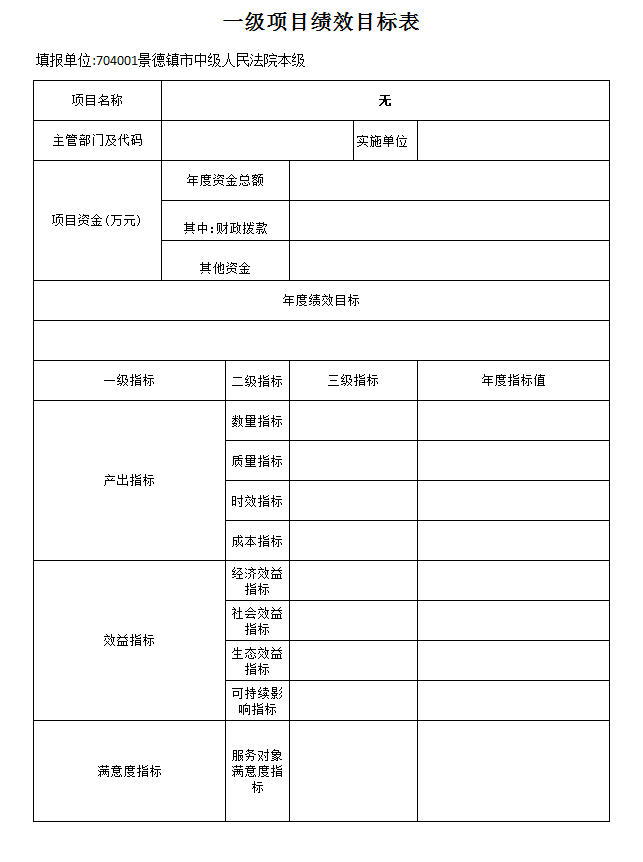 一级项目绩效目标表
填报单位:704001景德镇市中级人民法院本级
项目名称
无
主管部门及代码
实施单位
项目资金(万元)
年度资金总额
其中:财政拨款
其他资金
年度绩效目标
一级指标
二级指标
三级指标
年度指标值
产出指标
数量指标
质量指标
时效指标
成本指标
效益指标
经济效益
指标
社会效益
指标
生态效益
指标
可持续影
响指标
满意度指标
服务对象
满意度指
标